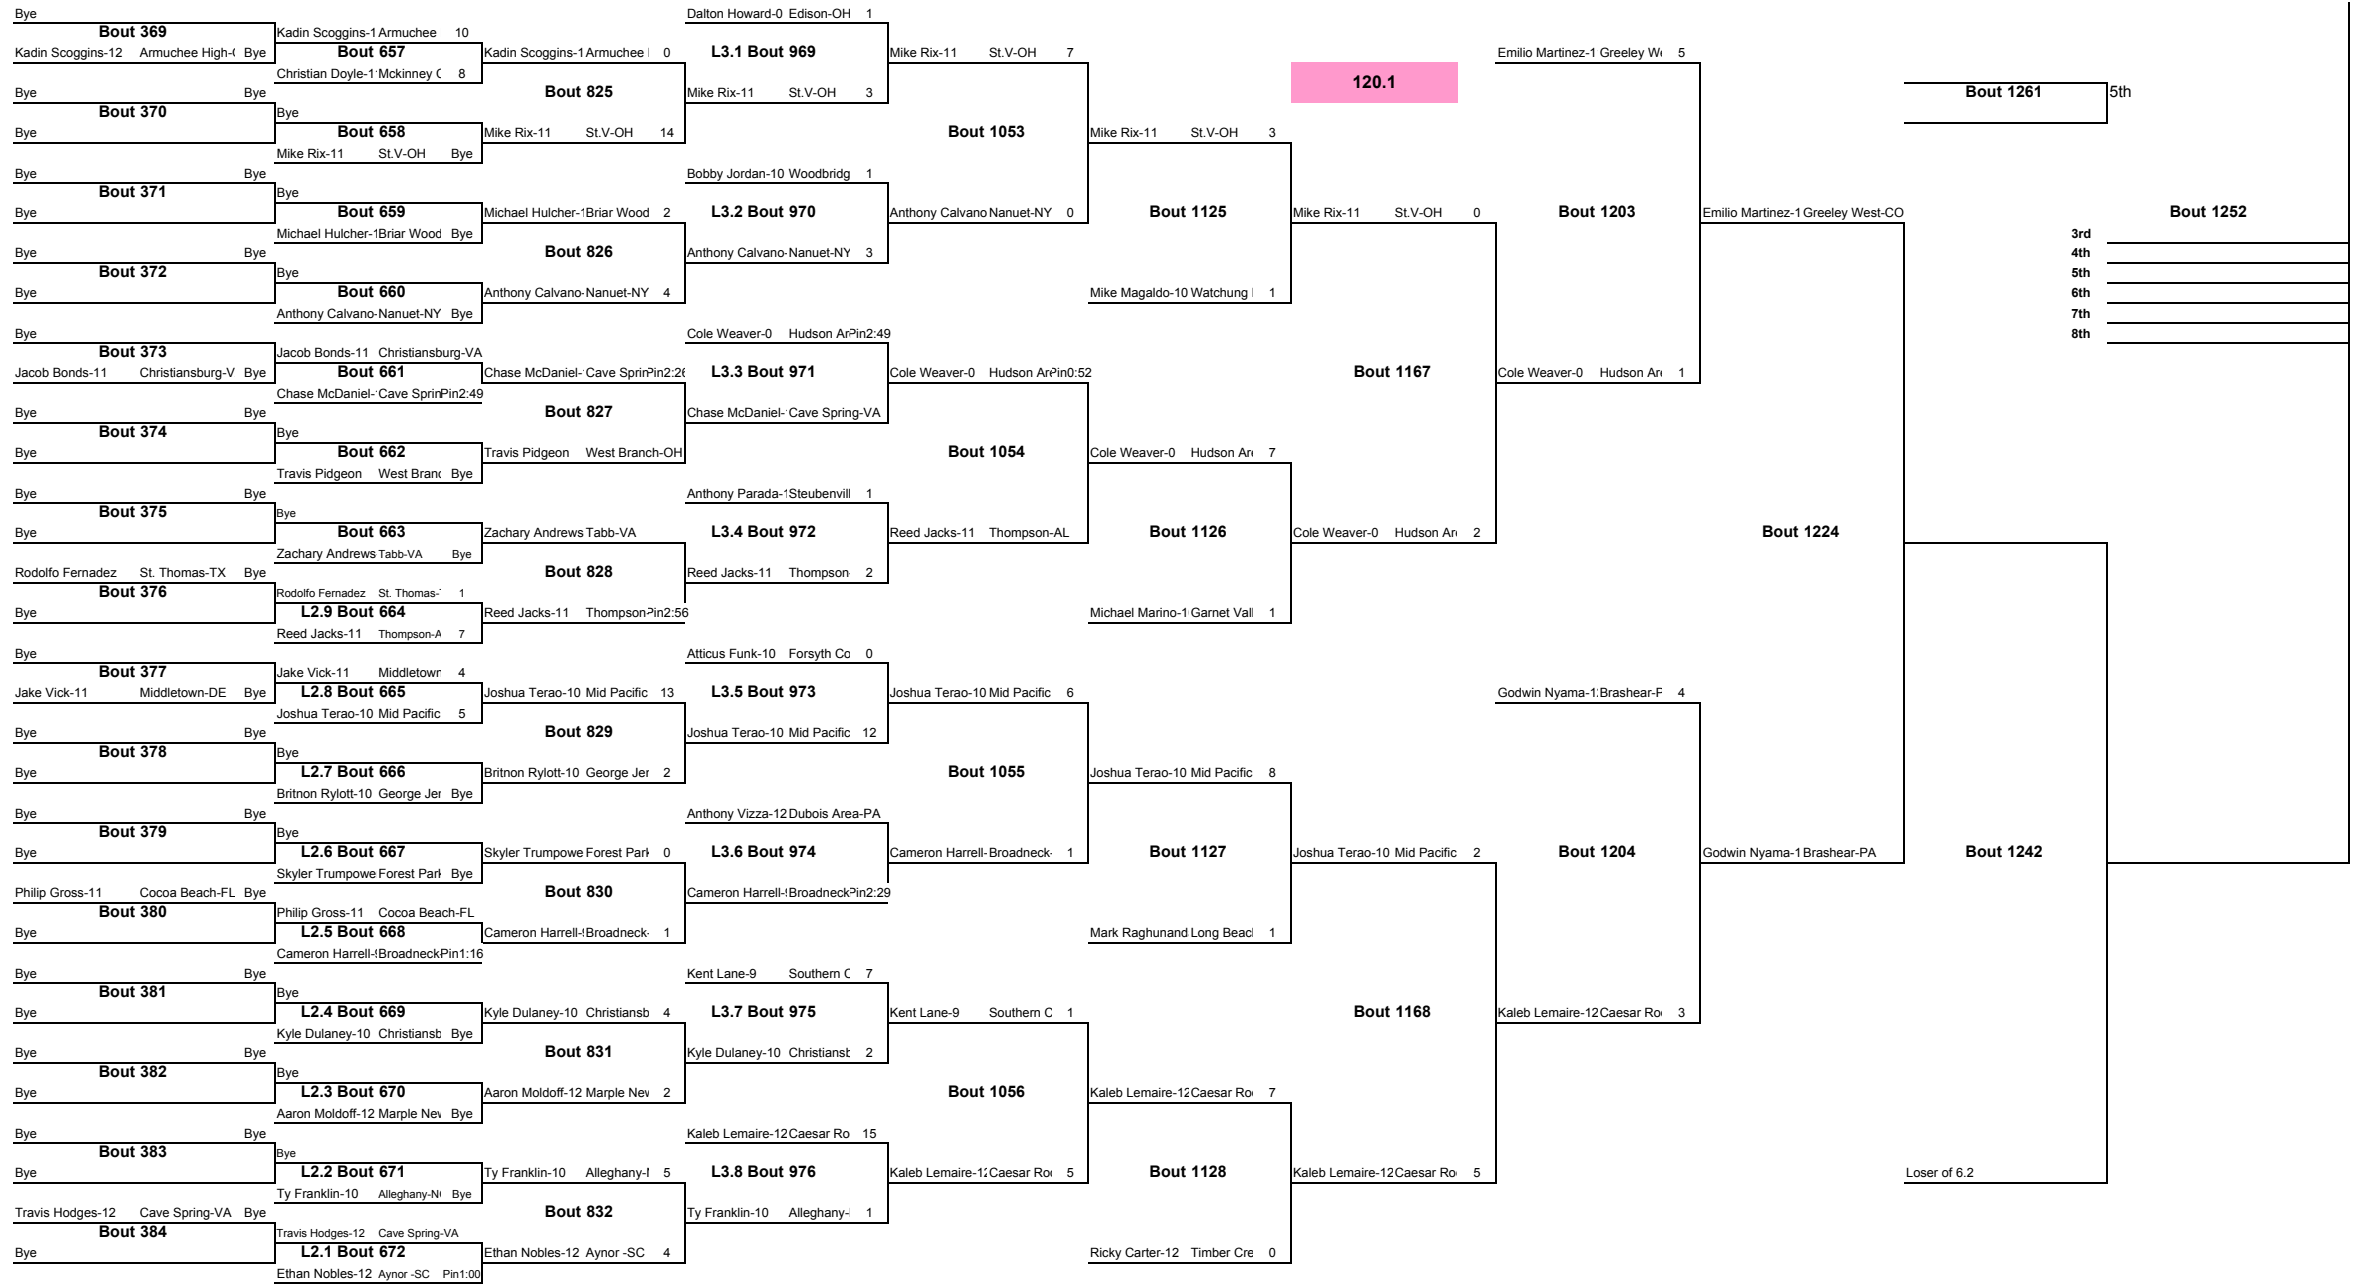 Bye
Dalton Howard-0 Edison-OH 1
Bout 369
Kadin Scoggins-1 Armuchee 10
Kadin Scoggins-12 Armuchee High-( Bye
Bout 657
Kadin Scoggins-1 Armuchee 0
L3.1 Bout 969
Mike Rix-11 St.V-OH 7
Emilio Martinez-1 Greeley We 5
Christian Doyle-1 Mckinney C 8
120.1
Bye Bye
Bout 825
Mike Rix-11 St.V-OH 3
Bout 1261
5th
Bout 370
Bye
Bye
Bout 658
Mike Rix-11 St.V-OH 14
Bout 1053
Mike Rix-11 St.V-OH 3
Mike Rix-11 St.V-OH Bye
Bye Bye
Bobby Jordan-10 Woodbridg 1
Bout 371
Bye
Bye
Bout 659
Michael Hulcher-1 Briar Wood 2
L3.2 Bout 970
Anthony Calvano Nanuet-NY 0
Bout 1125
Mike Rix-11 St.V-OH 0
Bout 1203
Emilio Martinez-1 Greeley West-CO
Bout 1252
Michael Hulcher-1 Briar Wood Bye
3rd
Bye Bye
Bout 826
Anthony Calvano- Nanuet-NY 3
4th
Bout 372
Bye
5th
Bye
Bout 660
Anthony Calvano- Nanuet-NY 4
Mike Magaldo-10 Watchung 1
6th
Anthony Calvano- Nanuet-NY Bye
7th
Bye
Cole Weaver-0 Hudson Ar Pin2:49
8th
Bout 373
Jacob Bonds-11 Christiansburg-VA
Jacob Bonds-11 Christiansburg-V Bye
Bout 661
Chase McDaniel- Cave Sprin Pin2:26
L3.3 Bout 971
Cole Weaver-0 Hudson Ar Pin0:52
Bout 1167
Cole Weaver-0 Hudson Are 1
Chase McDaniel- Cave Sprin Pin2:49
Bye Bye
Bout 827
Chase McDaniel- Cave Spring-VA
Bout 374
Bye
Bye
Bout 662
Travis Pidgeon West Branch-OH
Bout 1054
Cole Weaver-0 Hudson Are 7
Travis Pidgeon West Branc Bye
Bye Bye
Anthony Parada-1 Steubenvill 1
Bout 375
Bye
Bye
Bout 663
Zachary Andrews Tabb-VA
L3.4 Bout 972
Reed Jacks-11 Thompson-AL
Bout 1126
Cole Weaver-0 Hudson Are 2
Bout 1224
Zachary Andrews Tabb-VA Bye
Rodolfo Fernadez St. Thomas-TX Bye
Bout 828
Reed Jacks-11 Thompson- 2
Bout 376
Rodolfo Fernadez St. Thomas- 1
Bye
L2.9 Bout 664
Reed Jacks-11 Thompson Pin2:56
Michael Marino-1 Garnet Val 1
Reed Jacks-11 Thompson-A 7
Bye
Atticus Funk-10 Forsyth Co 0
Bout 377
Jake Vick-11 Middletown 4
Jake Vick-11 Middletown-DE Bye
L2.8 Bout 665
Joshua Terao-10 Mid Pacific 13
L3.5 Bout 973
Joshua Terao-10 Mid Pacific 6
Godwin Nyama-1 Brashear-P 4
Joshua Terao-10 Mid Pacific 5
Bye Bye
Bout 829
Joshua Terao-10 Mid Pacific 12
Bout 378
Bye
Bye
L2.7 Bout 666
Britnon Rylott-10 George Jer 2
Bout 1055
Joshua Terao-10 Mid Pacific 8
Britnon Rylott-10 George Jer Bye
Bye Bye
Anthony Vizza-12 Dubois Area-PA
Bout 379
Bye
Bye
L2.6 Bout 667
Skyler Trumpowe Forest Park 0
L3.6 Bout 974
Cameron Harrell- Broadneck- 1
Bout 1127
Joshua Terao-10 Mid Pacific 2
Bout 1204
Godwin Nyama-1 Brashear-PA
Bout 1242
Skyler Trumpowe Forest Park Bye
Philip Gross-11 Cocoa Beach-FL Bye
Bout 830
Cameron Harrell-9 Broadneck Pin2:29
Bout 380
Philip Gross-11 Cocoa Beach-FL
Bye
L2.5 Bout 668
Cameron Harrell-9 Broadneck- 1
Mark Raghunand Long Beac 1
Cameron Harrell-9 Broadneck Pin1:16
Bye Bye
Kent Lane-9 Southern C 7
Bout 381
Bye
Bye
L2.4 Bout 669
Kyle Dulaney-10 Christiansb 4
L3.7 Bout 975
Kent Lane-9 Southern C 1
Bout 1168
Kaleb Lemaire-12 Caesar Ro 3
Kyle Dulaney-10 Christiansb Bye
Bye Bye
Bout 831
Kyle Dulaney-10 Christiansb 2
Bout 382
Bye
Bye
L2.3 Bout 670
Aaron Moldoff-12 Marple New 2
Bout 1056
Kaleb Lemaire-12 Caesar Ro 7
Aaron Moldoff-12 Marple New Bye
Bye Bye
Kaleb Lemaire-12 Caesar Ro 15
Bout 383
Bye
Bye
L2.2 Bout 671
Ty Franklin-10 Alleghany-N 5
L3.8 Bout 976
Kaleb Lemaire-12 Caesar Ro 5
Bout 1128
Kaleb Lemaire-12 Caesar Ro 5
Loser of 6.2
Ty Franklin-10 Alleghany-N Bye
Travis Hodges-12 Cave Spring-VA Bye
Bout 832
Ty Franklin-10 Alleghany- 1
Bout 384
Travis Hodges-12 Cave Spring-VA
Bye
L2.1 Bout 672
Ethan Nobles-12 Aynor -SC 4
Ricky Carter-12 Timber Cre 0
Ethan Nobles-12 Aynor -SC Pin1:00